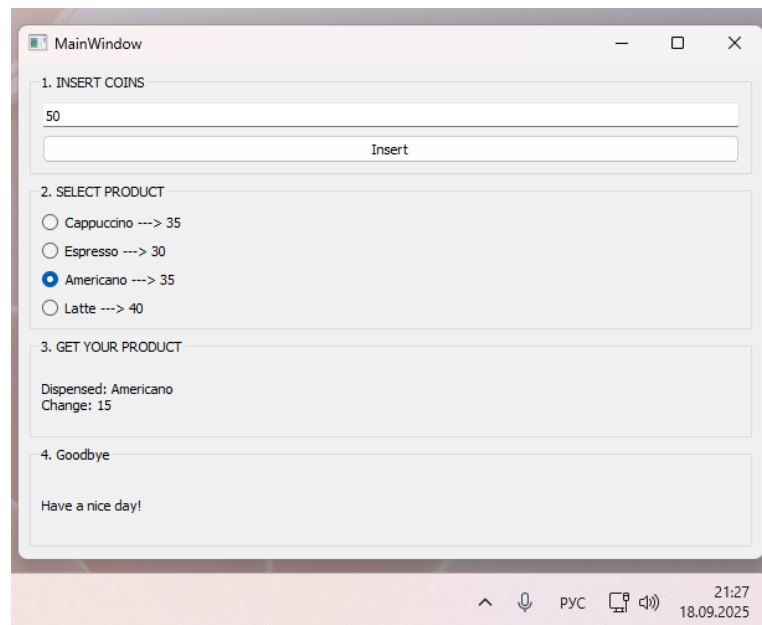 MainWindow
1. INSERT COINS
50
Insert
2. SELECT PRODUCT
Cappuccino ---> 35
Espresso ---> 30
Americano ---> 35
Latte ---> 40
3. GET YOUR PRODUCT
Dispensed: Americano
Change: 15
4. Goodbye
Have a nice day!
РУС
21:27
18.09.2025